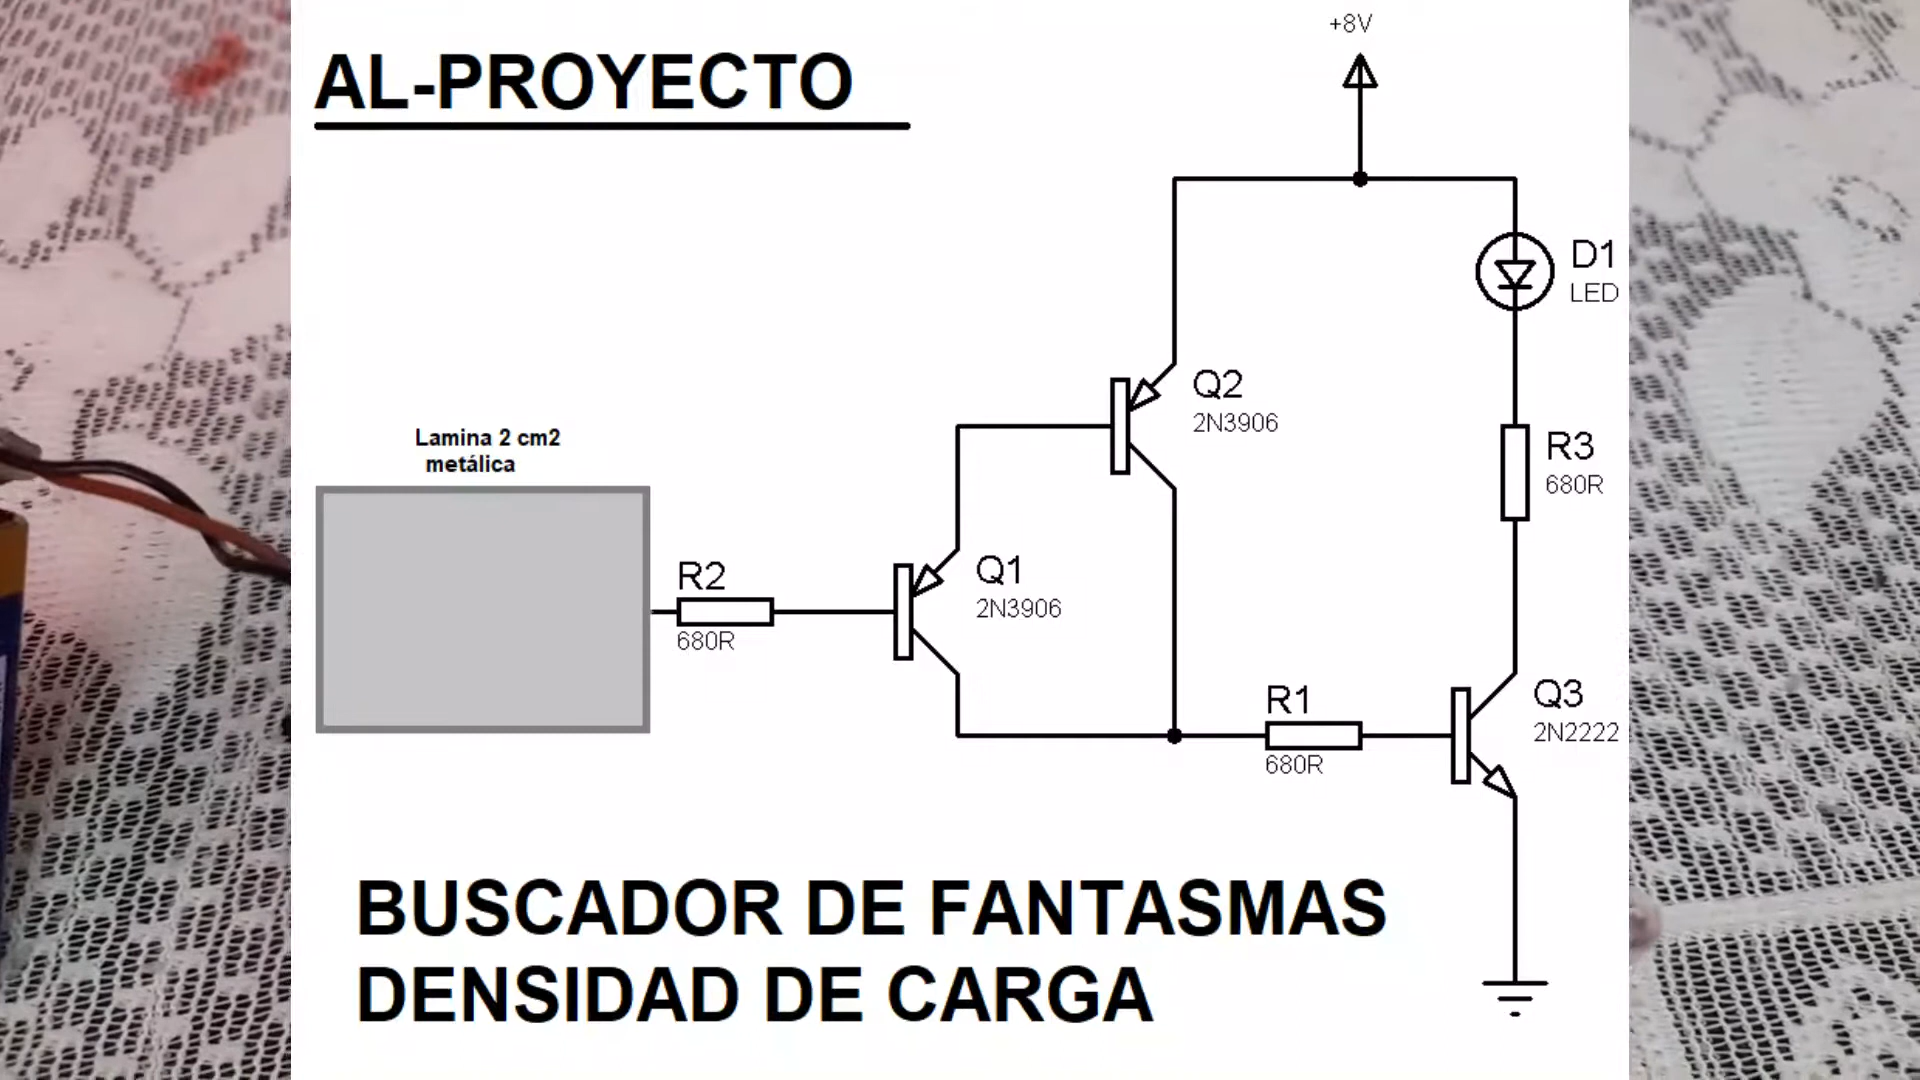 +8V
AL-PROYECTO
D1
LED
Q2
2N3906
R3
680R
Lamina 2 cm2
metálica
R2
680R
Q1
2N3906
R1
680R
Q3
2N2222
BUSCADOR DE FANTASMAS
DENSIDAD DE CARGA